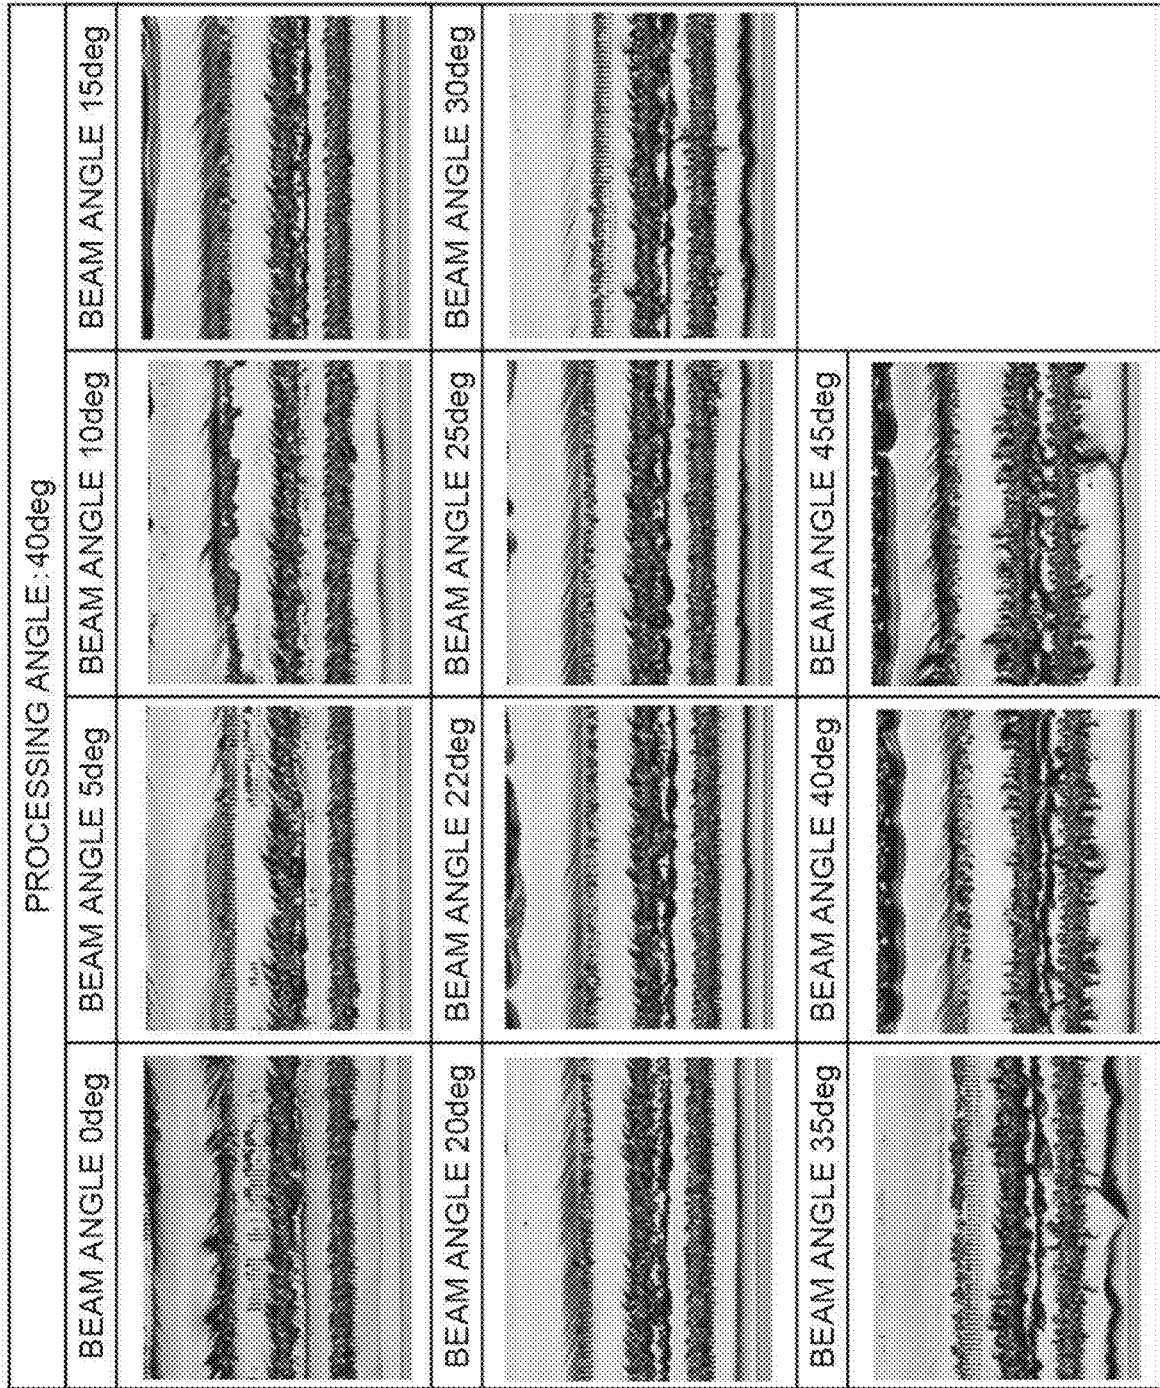 PROCESSING ANGLE:40deg
BEAM ANGLE 0deg
BEAM ANGLE 5deg
BEAM ANGLE 10deg
BEAM ANGLE 15deg
BEAM ANGLE 20deg
BEAM ANGLE 22deg
BEAM ANGLE 25deg
BEAM ANGLE 30deg
BEAM ANGLE 35deg
BEAM ANGLE 40deg
BEAM ANGLE 45deg